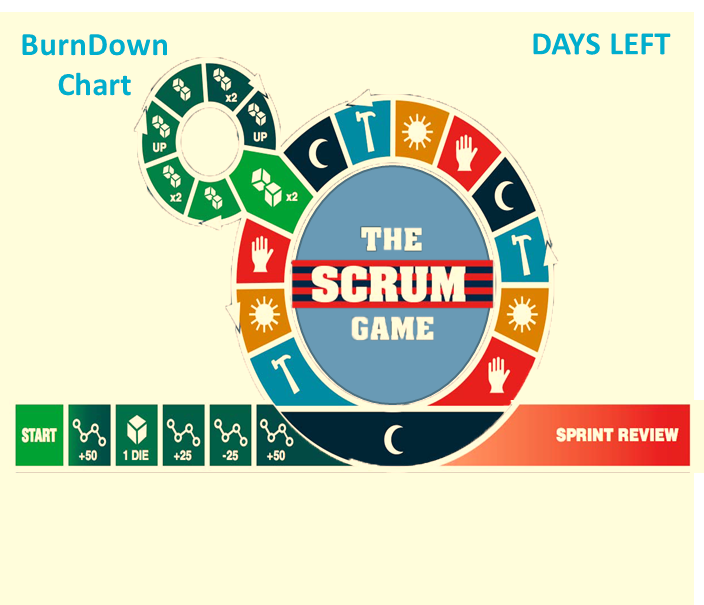 BurnDown
Chart
DAYS LEFT
x2
UP
UP
x2
x2
THE
SCRUM
GAME
START
+50
1 DIE
+25
-25
+50
SPRINT REVIEW